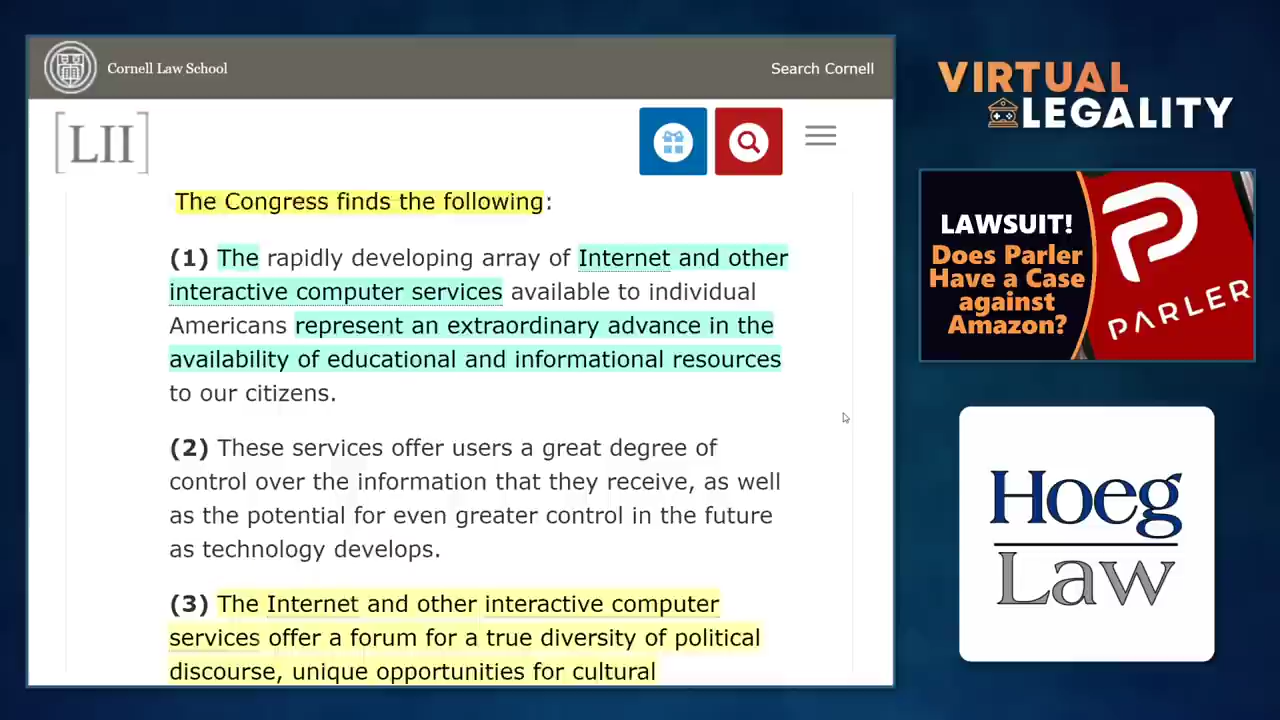 Cornell Law School
Search Cornell
[LII]
The Congress finds the following:
(1) The rapidly developing array of Internet and other
interactive computer services available to individual
Americans represent an extraordinary advance in the
availability of educational and informational resources
to our citizens.
(2) These services offer users a great degree of
control over the information that they receive, as well
as the potential for even greater control in the future
as technology develops.
(3) The Internet and other interactive computer
services offer a forum for a true diversity of political
discourse, unique opportunities for cultural
VIRTUAL
LEGALITY
LAWSUIT!
Does Parler
Have a Case
against
Amazon?
PARLER
Hoeg
Law